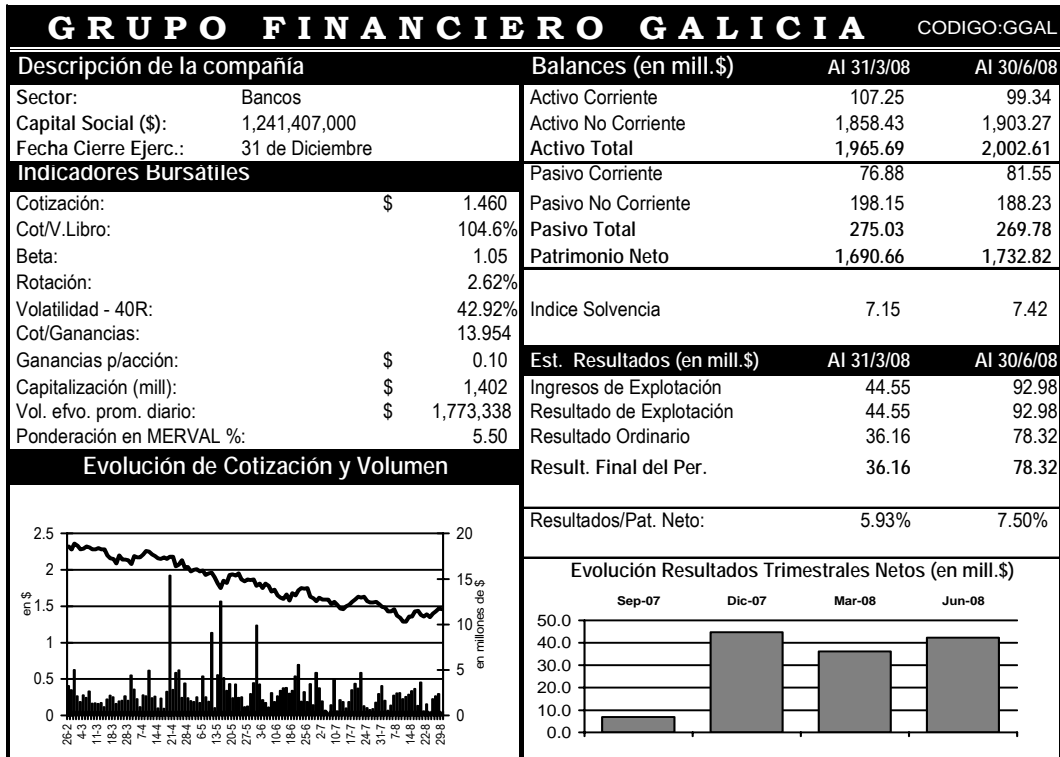 GRUPO FINANCIERO GALICIA CODIGO:GGAL
Descripción de la compañía
Sector: Bancos
Capital Social ($): 1,241,407,000
Fecha Cierre Ejerc.: 31 de Diciembre
Indicadores Bursátiles
Cotización: $ 1.460
Cot/V.Libro: 104.6%
Beta: 1.05
Rotación: 2.62%
Volatilidad - 40R: 42.92%
Cot/Ganancias: 13.954
Ganancias p/acción: $ 0.10
Capitalización (mill): $ 1,402
Vol. efvo. prom. diario: $ 1,773,338
Ponderación en MERVAL %: 5.50
Evolución de Cotización y Volumen
en $
2.5
2
1.5
1
0.5
0
20
15
10
5
0
en millones de $
26-2 4-3 11-3 18-3 28-3 7-4 14-4 21-4 28-4 6-5 13-5 20-5 27-5 3-6 10-6 18-6 25-6 2-7 10-7 17-7 24-7 31-7 7-8 14-8 22-8 29-8
Balances (en mill.$) Al 31/3/08 Al 30/6/08
Activo Corriente 107.25 99.34
Activo No Corriente 1,858.43 1,903.27
Activo Total 1,965.69 2,002.61
Pasivo Corriente 76.88 81.55
Pasivo No Corriente 198.15 188.23
Pasivo Total 275.03 269.78
Patrimonio Neto 1,690.66 1,732.82
Indice Solvencia 7.15 7.42
Est. Resultados (en mill.$) Al 31/3/08 Al 30/6/08
Ingresos de Explotación 44.55 92.98
Resultado de Explotación 44.55 92.98
Resultado Ordinario 36.16 78.32
Result. Final del Per. 36.16 78.32
Resultados/Pat. Neto: 5.93% 7.50%
Evolución Resultados Trimestrales Netos (en mill.$)
Sep-07 Dic-07 Mar-08 Jun-08
50.0
40.0
30.0
20.0
10.0
0.0